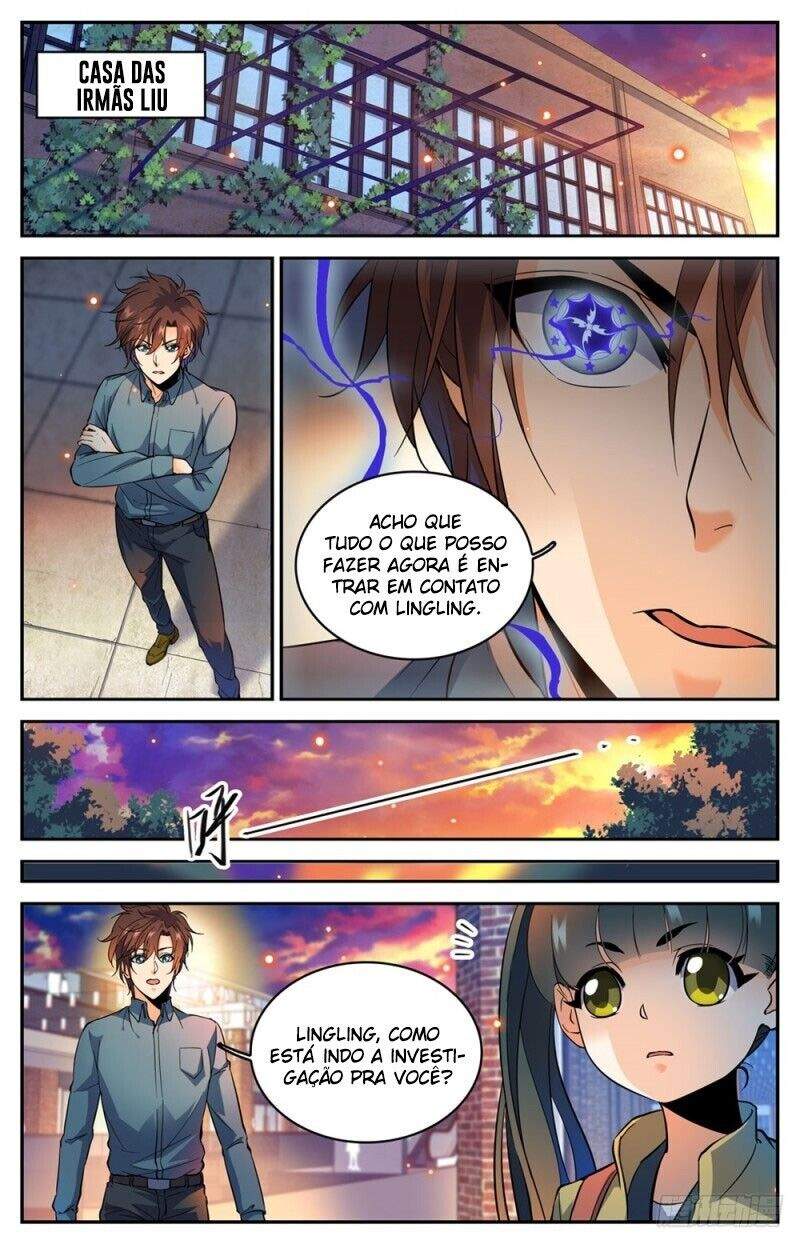 CASA DAS
IRMÃS LIU
ACHO QUE
TUDO O QUE POSSO
FAZER AGORA É EN-
TRAR EM CONTATO
COM LINGLING.
呼
LINGLING, COMO
ESTÁ INDO A INVESTI-
GAÇÃO PRA VOCÊ?